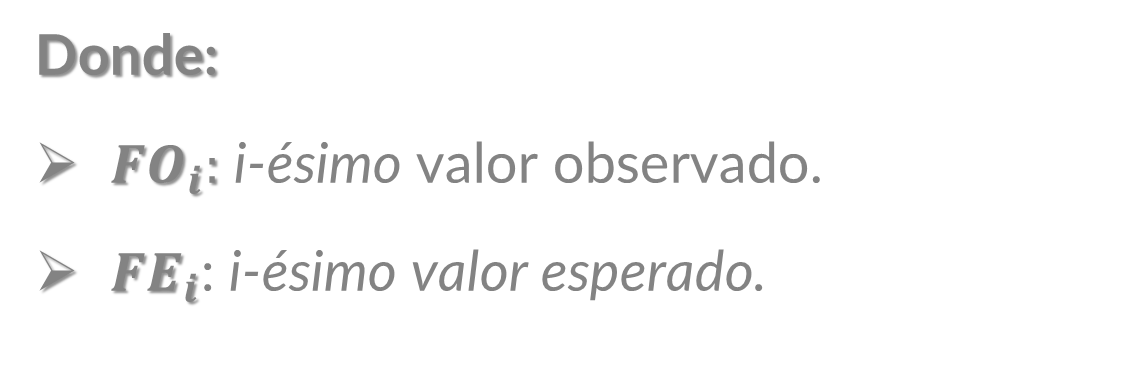 Donde:
➢ FOᵢ: i-ésimo valor observado.
➢ FEᵢ: i-ésimo valor esperado.